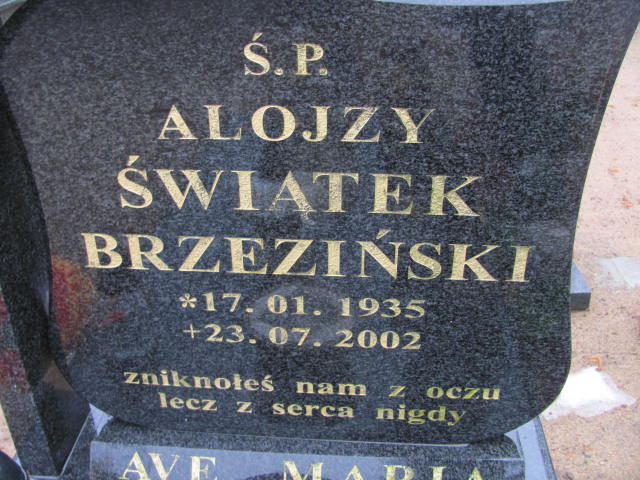 Ś.P.
ALOJZY
ŚWIĄTEK
BRZEZIŃSKI
*17. 01. 1935
+23. 07. 2002
zniknołeś nam z oczu
lecz z serca nigdy
AVE MARIA